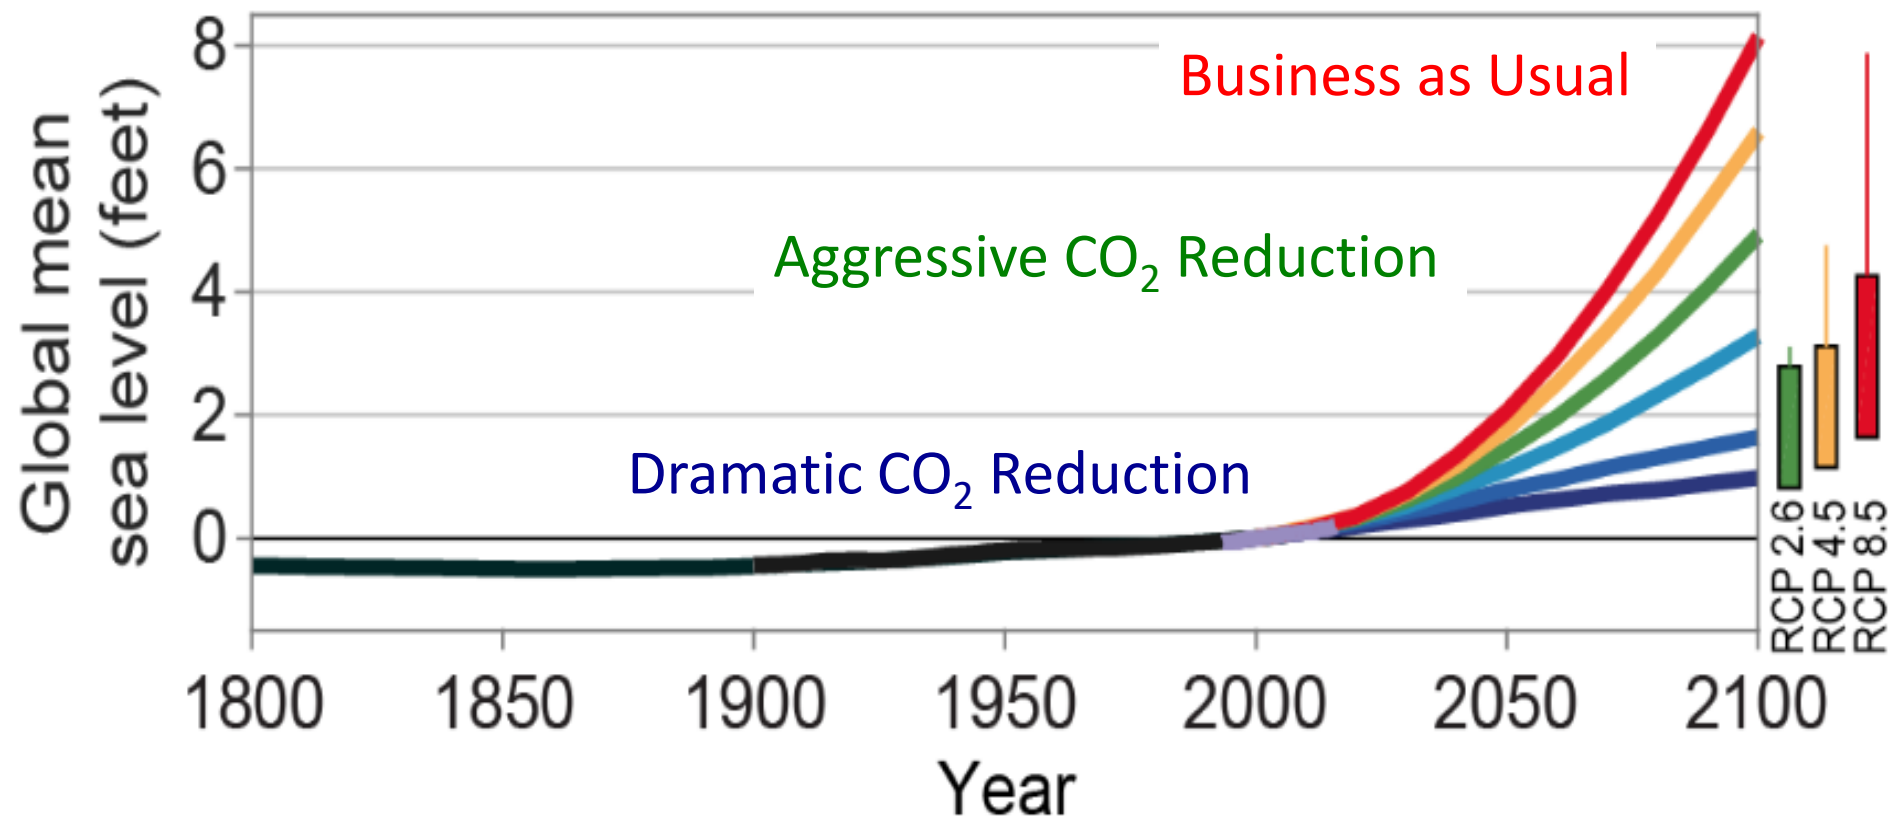 Global mean
sea level (feet)
8
6
4
2
0
Business as Usual
Aggressive CO₂ Reduction
Dramatic CO₂ Reduction
RCP 2.6
RCP 4.5
RCP 8.5
1800 1850 1900 1950 2000 2050 2100
Year